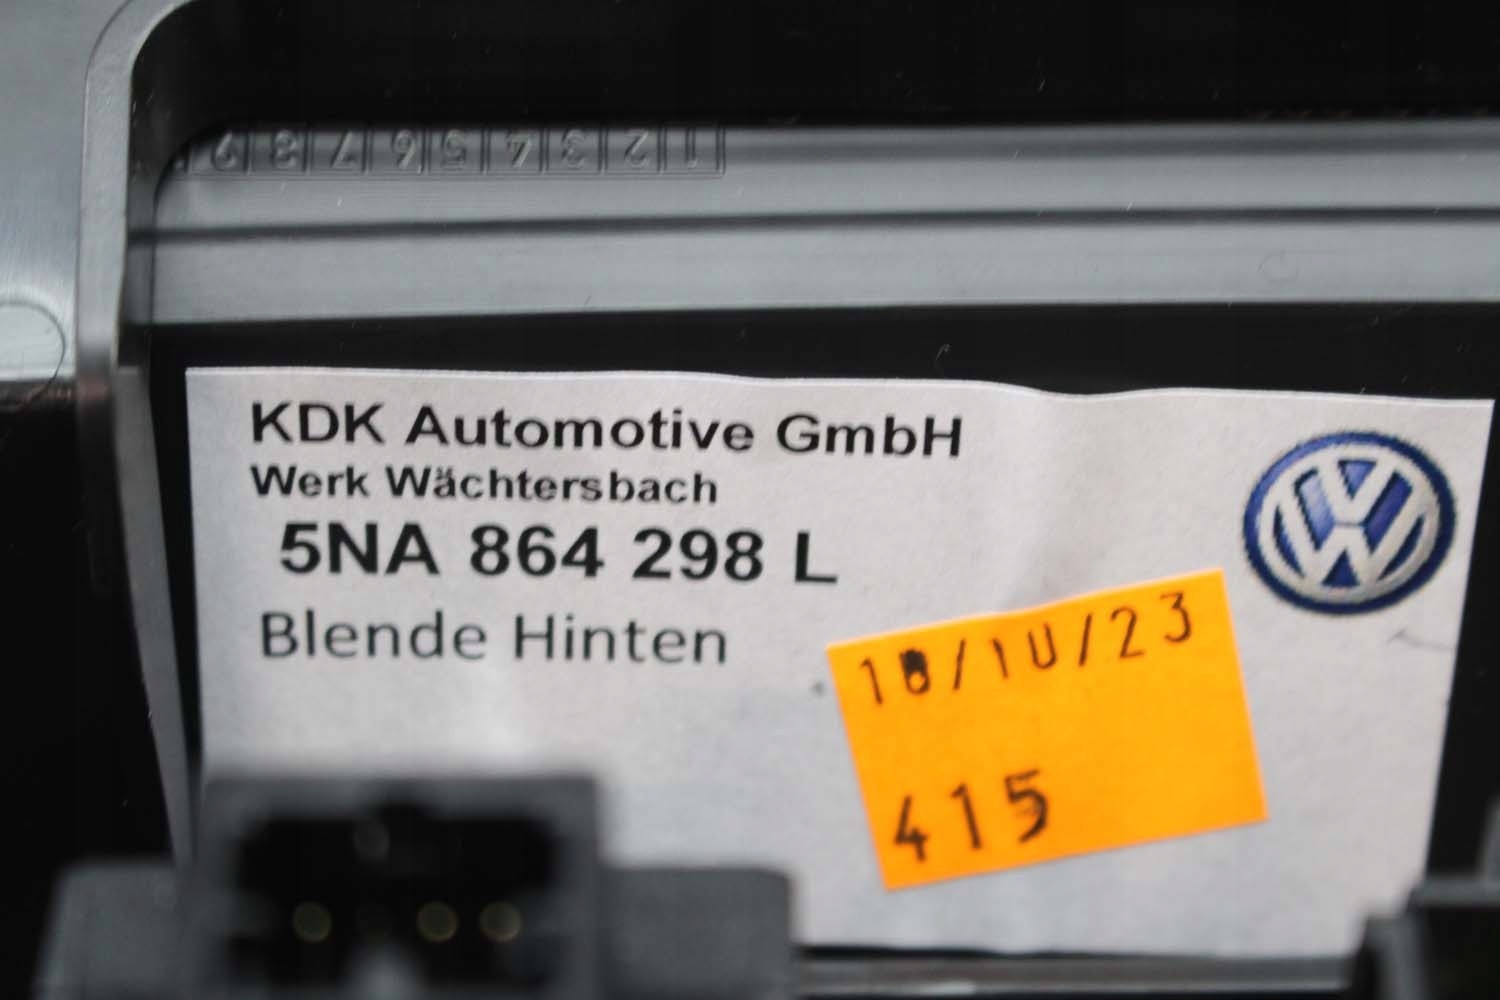 1 2 3 4 5 6 7 8 9
KDK Automotive GmbH
Werk Wächtersbach
5NA 864 298 L
Blende Hinten
VW
18/10/23
415